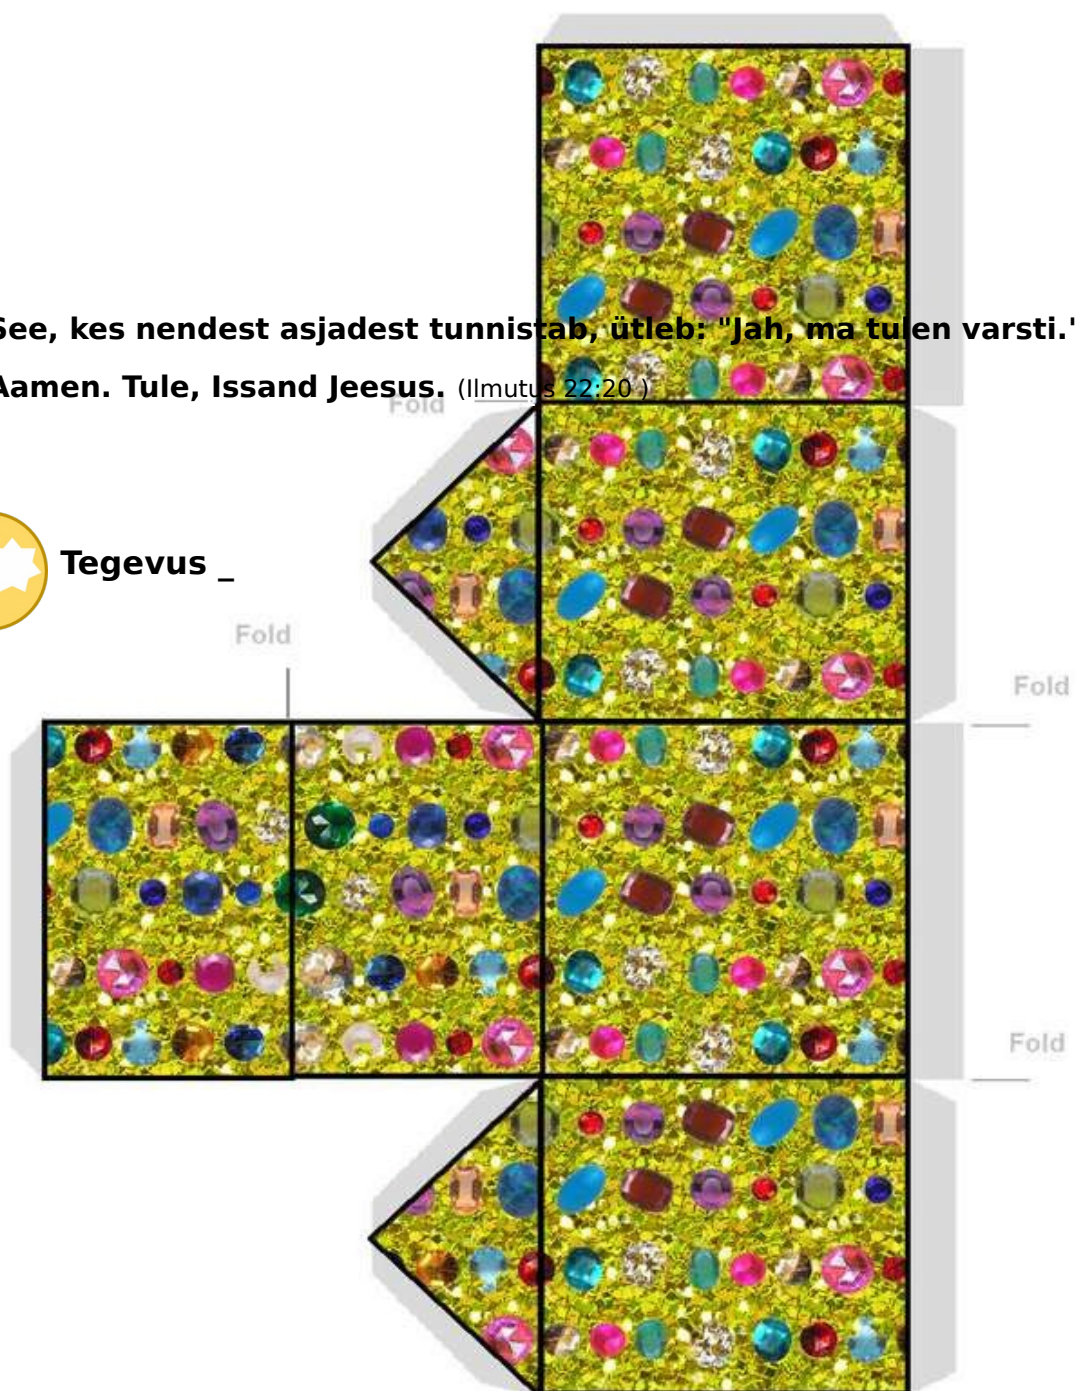 See, kes nendest asjadest tunnistab, ütleb: "Jah, ma tulen varsti."
Aamen. Tule, Issand Jeesus. (Ilmutus 22:20 )
Fold
Tegevus _
Fold
Fold
Fold